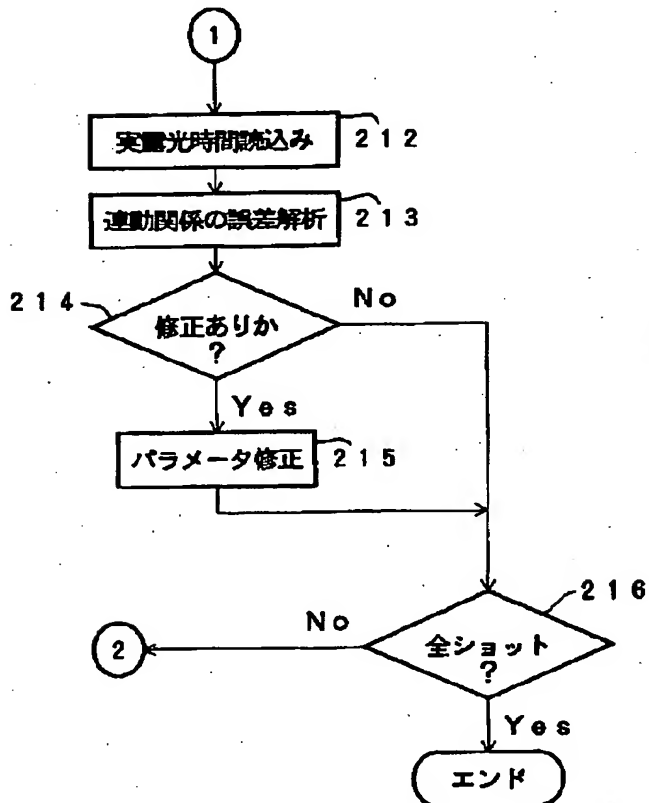 1
実露光時間読込み 212
連動関係の誤差解析 213
214
修正ありか
?
No
Yes
パラメータ修正 215
216
全ショット
?
No
2
Yes
エンド